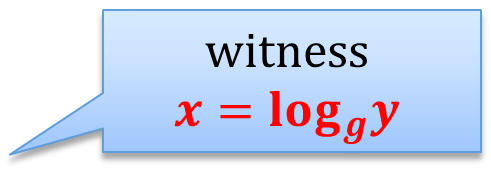 witness
x = log_g y